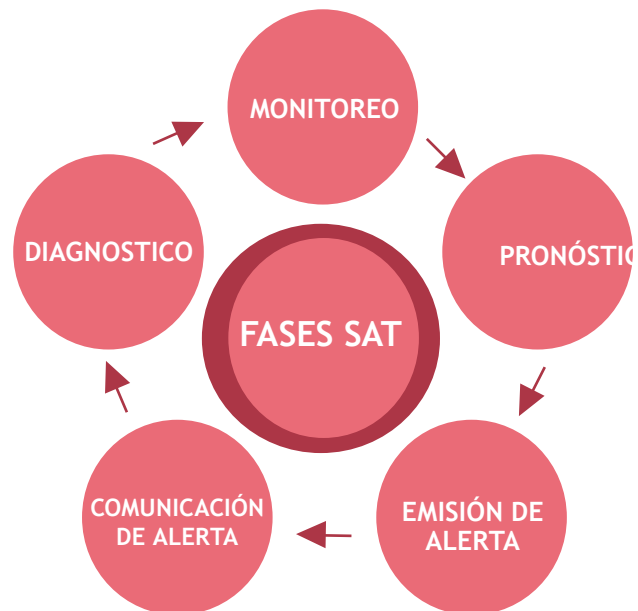 MONITOREO
PRONÓSTIC
EMISIÓN DE
ALERTA
COMUNICACIÓN
DE ALERTA
DIAGNOSTICO
FASES SAT